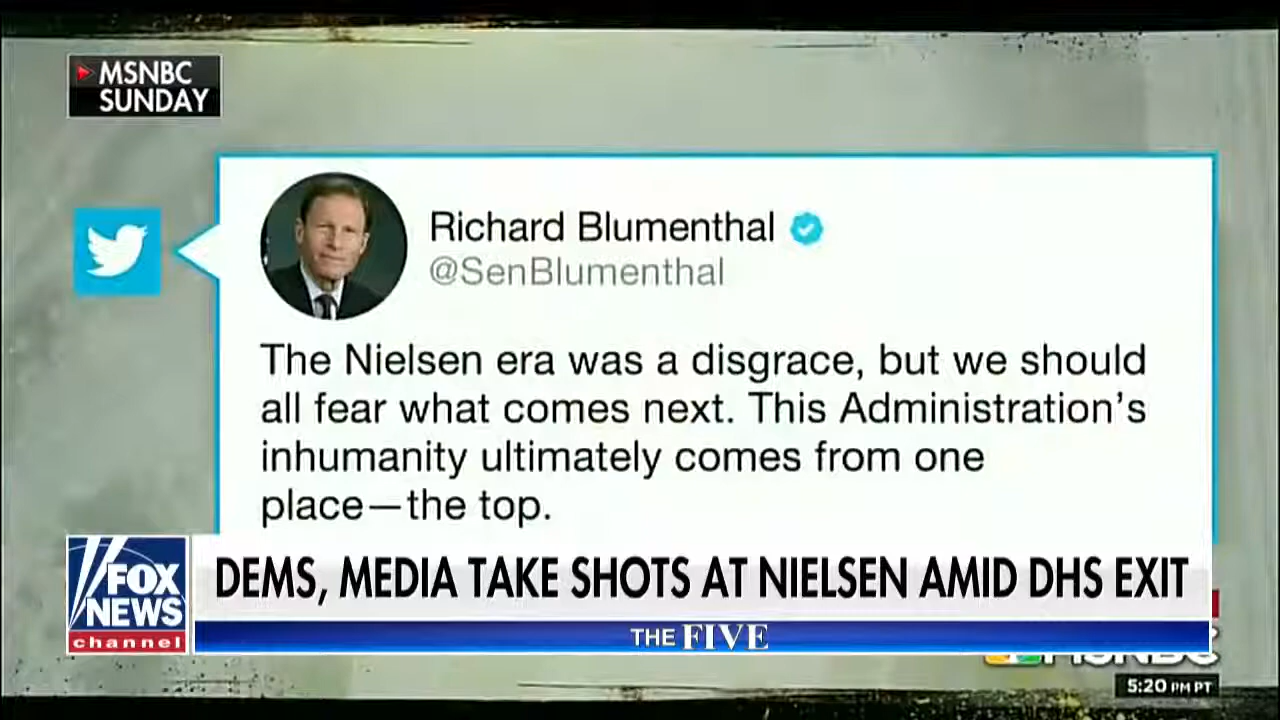 MSNBC
SUNDAY
Richard Blumenthal
@SenBlumenthal
The Nielsen era was a disgrace, but we should
all fear what comes next. This Administration’s
inhumanity ultimately comes from one
place—the top.
FOX
NEWS
channel
DEMS, MEDIA TAKE SHOTS AT NIELSEN AMID DHS EXIT
THE FIVE
MSNBC
5:20 PM PT